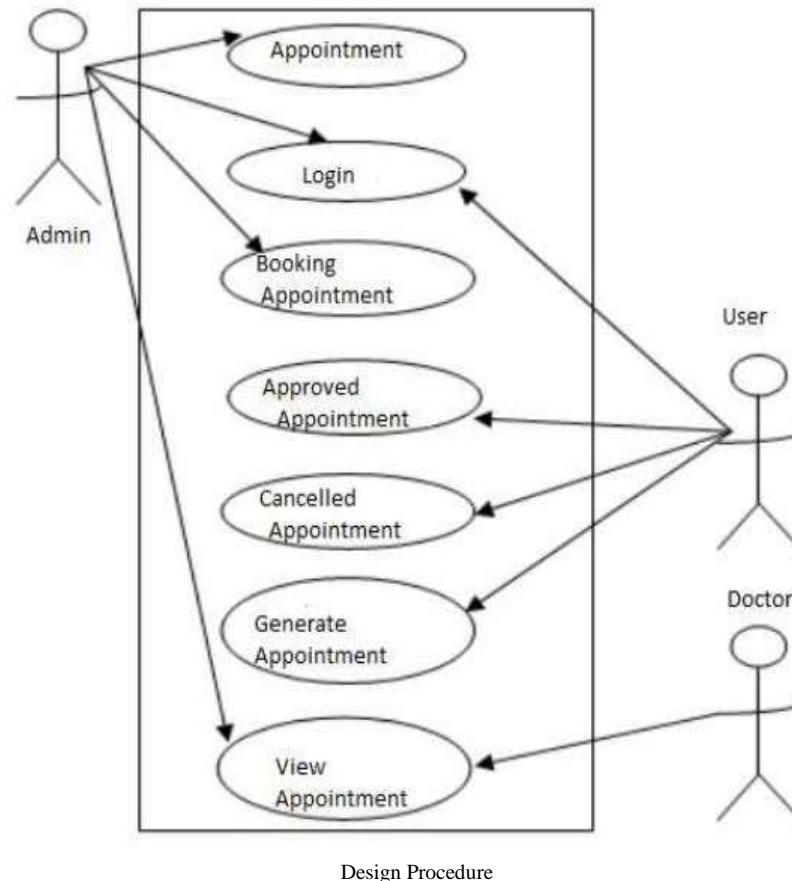 Appointment
Login
Admin
Booking
Appointment
User
Approved
Appointment
Cancelled
Appointment
Doctor
Generate
Appointment
View
Appointment
Design Procedure